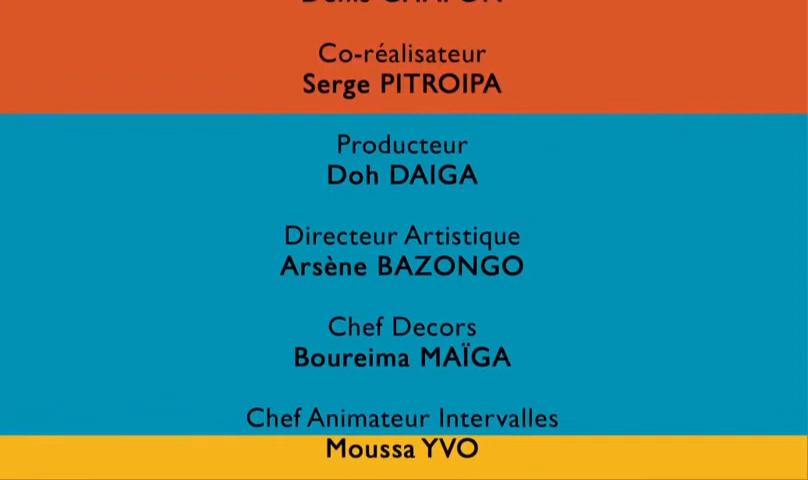 Co-réalisateur
Serge PITROIPA
Producteur
Doh DAIGA
Directeur Artistique
Arsène BAZONGO
Chef Decors
Boureima MAÏGA
Chef Animateur Intervalles
Moussa YVO